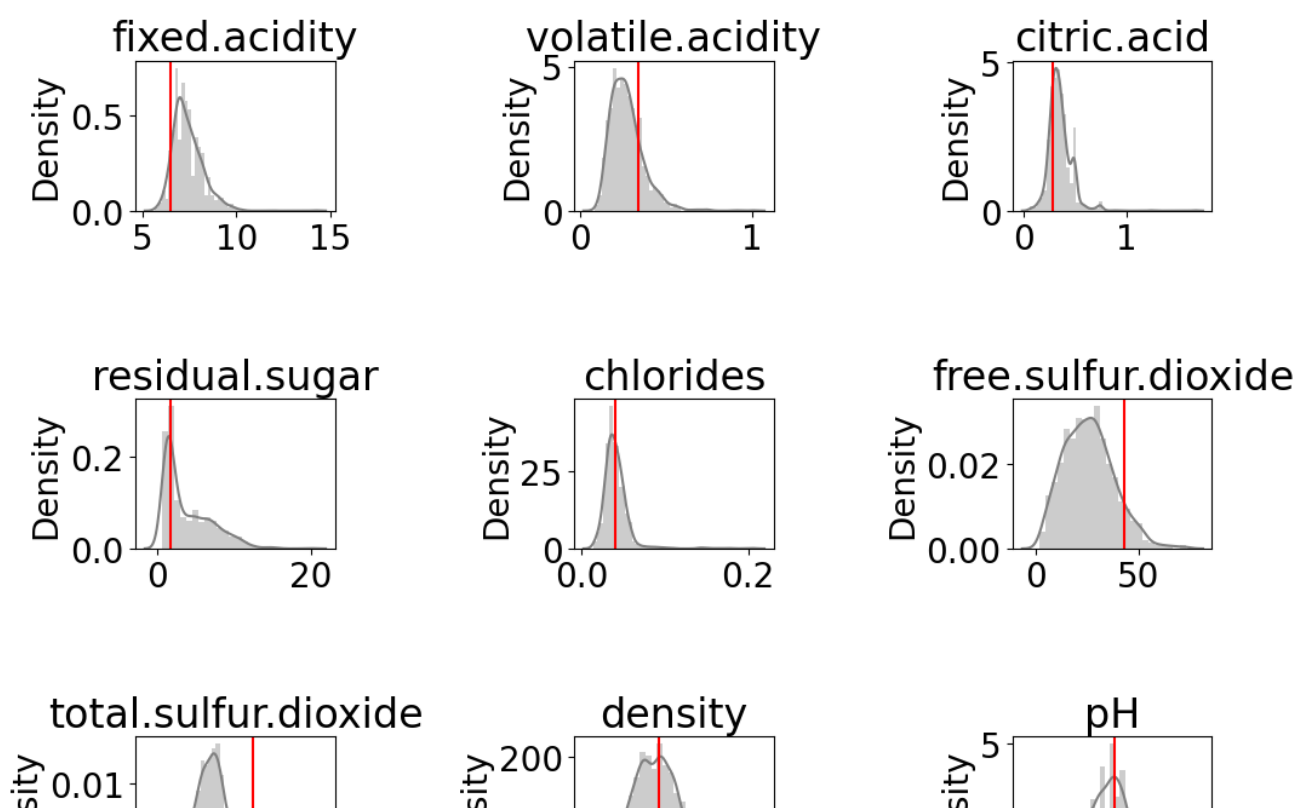 fixed.acidity volatile.acidity citric.acid
Density 0.5 0.0 5 10 15
Density 5 0 0 1
Density 5 0 0 1
residual.sugar chlorides free.sulfur.dioxide
Density 0.2 0.0 0 20
Density 25 0 0.0 0.2
Density 0.02 0.00 0 50
total.sulfur.dioxide density pH
sity 0.01
sity 200
sity 5